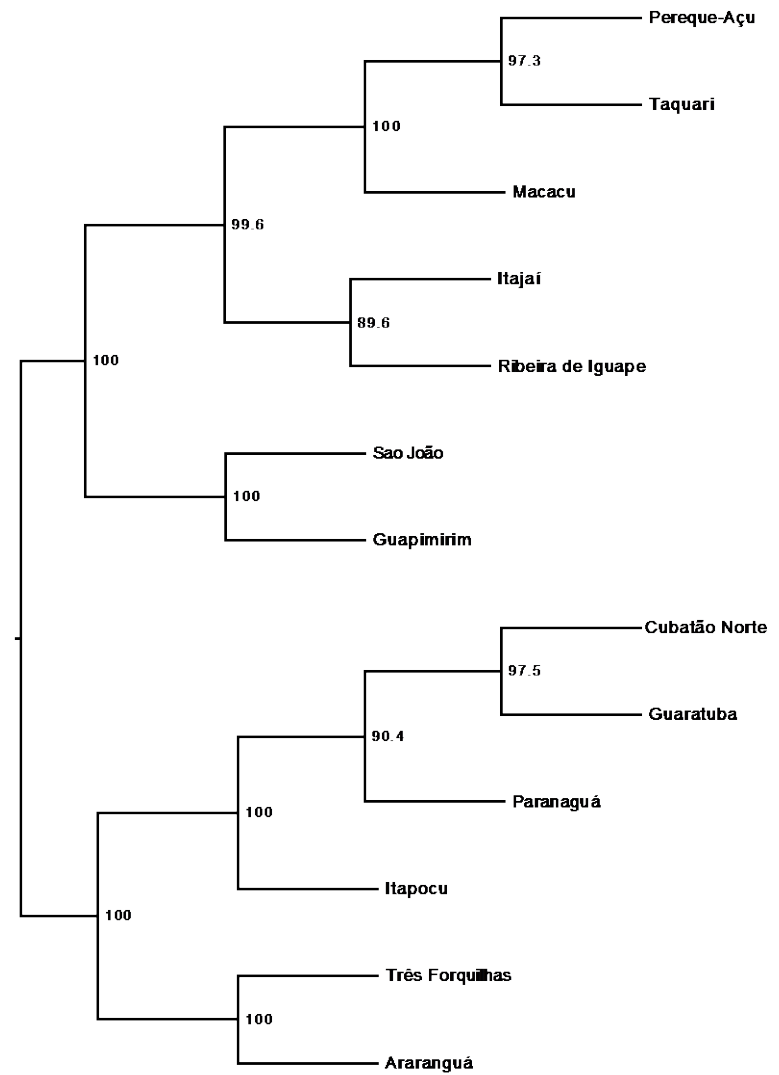 Pereque-Açu
97.3
Taquari
100
Macacu
99.6
Itajaí
89.6
Ribeira de Iguape
100
Sao João
100
Guapimirim
Cubatão Norte
97.5
Guaratuba
90.4
Paranaguá
100
Itapocu
100
Três Forquilhas
100
Araranguá